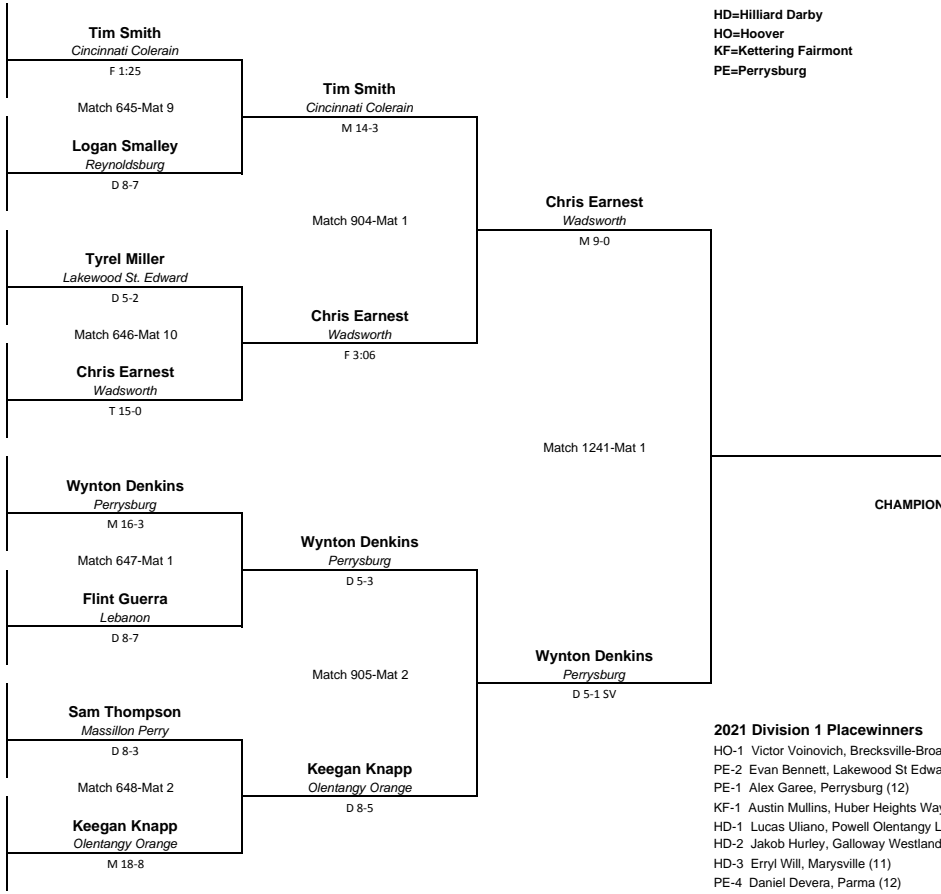 HD=Hilliard Darby
HO=Hoover
KF=Kettering Fairmont
PE=Perrysburg
Tim Smith
Cincinnati Colerain
F 1:25
Match 645-Mat 9
Logan Smalley
Reynoldsburg
D 8-7
Tyrel Miller
Lakewood St. Edward
D 5-2
Match 646-Mat 10
Chris Earnest
Wadsworth
T 15-0
Wynton Denkins
Perrysburg
M 16-3
Match 647-Mat 1
Flint Guerra
Lebanon
D 8-7
Sam Thompson
Massillon Perry
D 8-3
Match 648-Mat 2
Keegan Knapp
Olentangy Orange
M 18-8
Tim Smith
Cincinnati Colerain
M 14-3
Match 904-Mat 1
Chris Earnest
Wadsworth
F 3:06
Wynton Denkins
Perrysburg
D 5-3
Match 905-Mat 2
Keegan Knapp
Olentangy Orange
D 8-5
Chris Earnest
Wadsworth
M 9-0
Match 1241-Mat 1
Wynton Denkins
Perrysburg
D 5-1 SV
CHAMPION
2021 Division 1 Placewinners
HO-1 Victor Voinovich, Brecksville-Broa
PE-2 Evan Bennett, Lakewood St Edwa
PE-1 Alex Garee, Perrysburg (12)
KF-1 Austin Mullins, Huber Heights Way
HD-1 Lucas Uliano, Powell Olentangy L
HD-2 Jakob Hurley, Galloway Westland
HD-3 Erryl Will, Marysville (11)
PE-4 Daniel Devera, Parma (12)